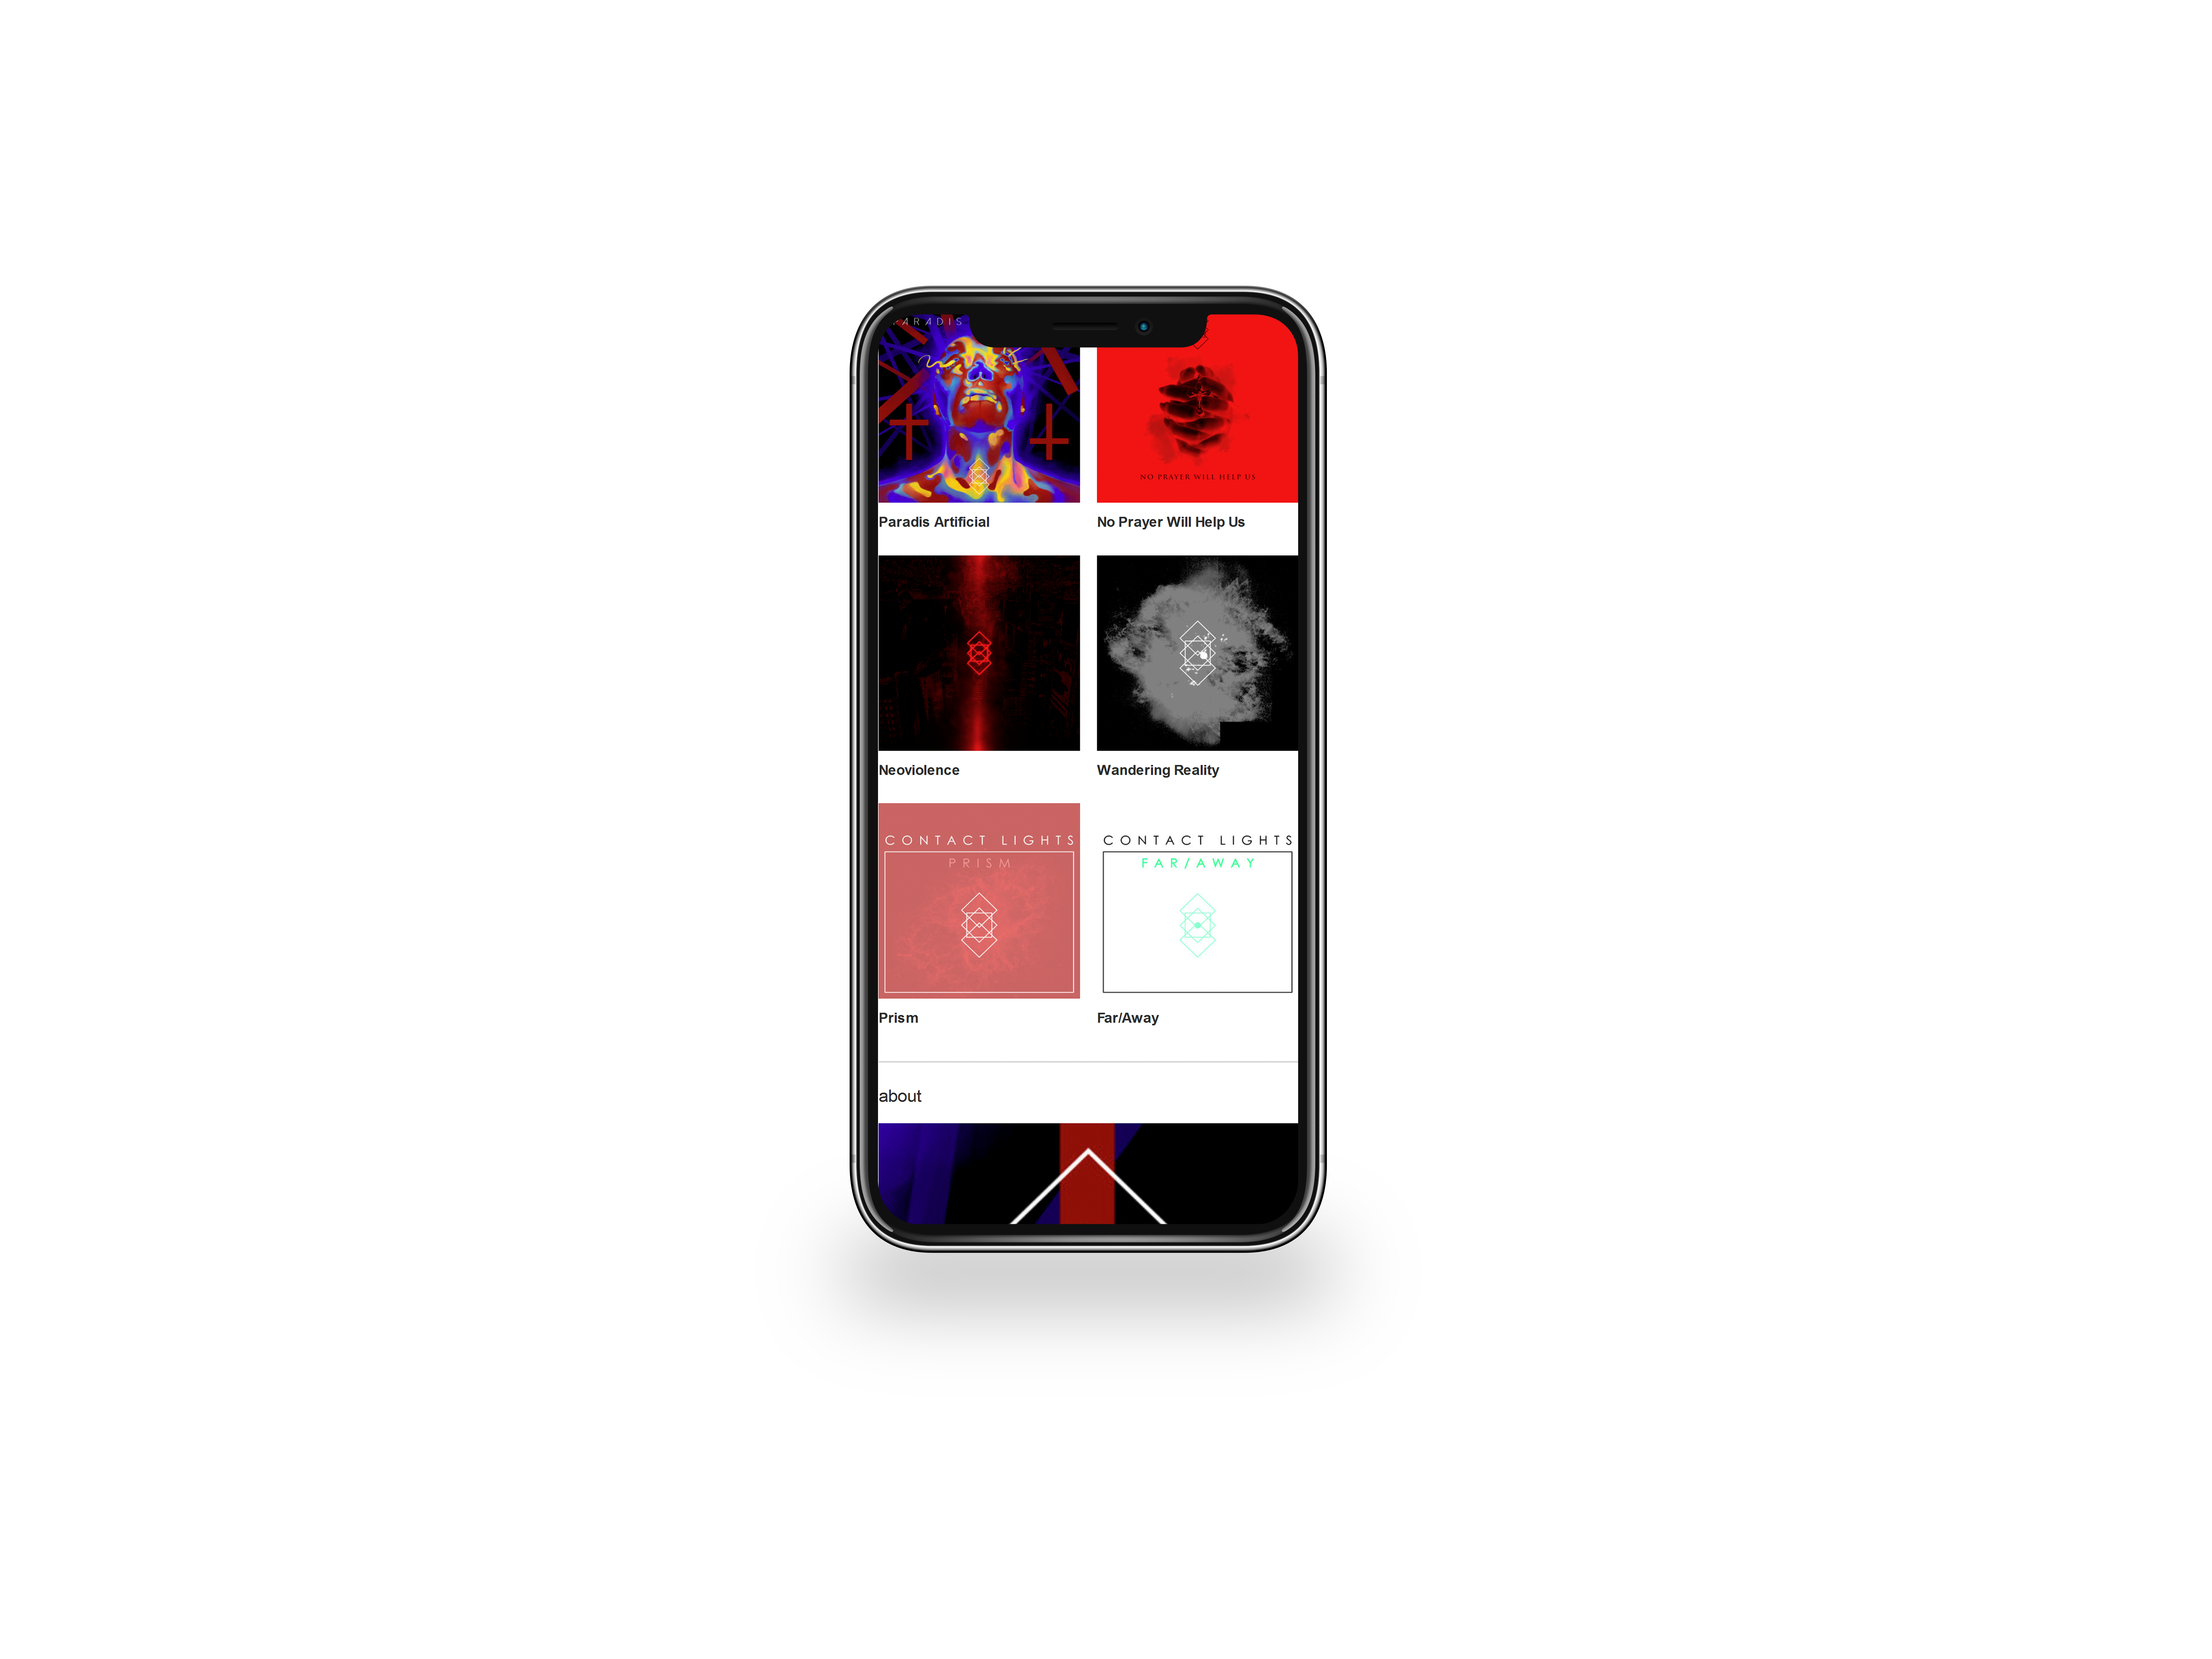 PARADIS
NO PRAYER WILL HELP US
Paradis Artificial
No Prayer Will Help Us
Neoviolence
Wandering Reality
CONTACT LIGHTS
PRISM
CONTACT LIGHTS
FAR/AWAY
Prism
Far/Away
about